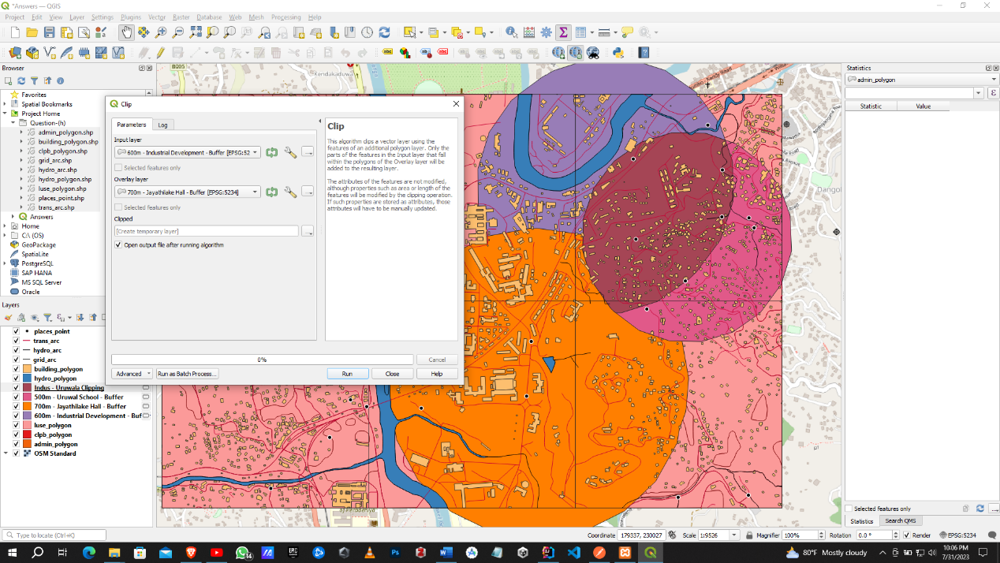 *Answers — QGIS
Project Edit View Layer Settings Plugins Vector Raster Database Web Mesh Processing Help
Browser
Favorites
Spatial Bookmarks
Project Home
Question-(h)
admin_polygon.shp
building_polygon.shp
clpb_polygon.shp
grid_arc.shp
hydro_arc.shp
hydro_polygon.shp
luse_polygon.shp
places_point.shp
trans_arc.shp
Answers
Home
C:\ (OS)
GeoPackage
SpatiaLite
PostgreSQL
SAP HANA
MS SQL Server
Oracle
Layers
places_point
trans_arc
hydro_arc
grid_arc
building_polygon
hydro_polygon
Indus - Uruwala Clipping
500m - Uruwal School - Buffer
700m - Jayathilake Hall - Buffer
600m - Industrial Development - Buf
luse_polygon
clpb_polygon
admin_polygon
OSM Standard
B005
Kendakaduwa
Clip
Parameters Log
Input layer
600m - Industrial Development - Buffer [EPSG:52
Selected features only
Overlay layer
700m - Jayathilake Hall - Buffer [EPSG:5234]
Selected features only
Clipped
[Create temporary layer]
Open output file after running algorithm
Clip
This algorithm clips a vector layer using the
features of an additional polygon layer. Only the
parts of the features in the Input layer that fall
within the polygons of the Overlay layer will be
added to the resulting layer.
The attributes of the features are not modified,
although properties such as area or length of the
features will be modified by the clipping operation.
If such properties are stored as attributes, those
attributes will have to be manually updated.
0%
Cancel
Advanced Run as Batch Process... Run Close Help
Statistics
admin_polygon
Statistic Value
Selected features only
Statistics Search QMS
Type to locate (Ctrl+K)
Coordinate 179337, 230027 Scale 1:9526 Magnifier 100% Rotation 0.0 ° Render EPSG:5234
14
80°F Mostly cloudy
10:06 PM
7/31/2023